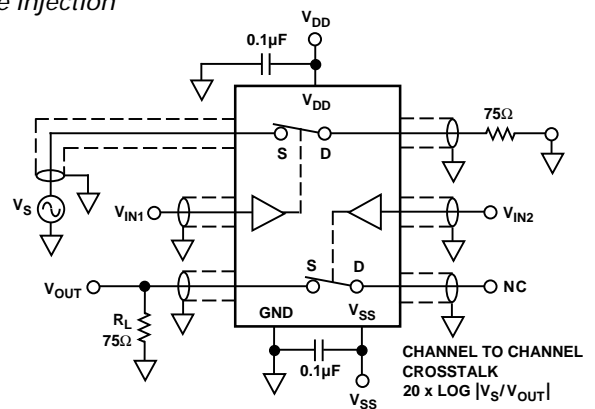 e Injection
VDD
0.1µF
VDD
75Ω
S D
VS
VIN1
VIN2
S D
VOUT
NC
RL
75Ω
GND
VSS
0.1µF
VSS
CHANNEL TO CHANNEL
CROSSTALK
20 x LOG |VS/VOUT|